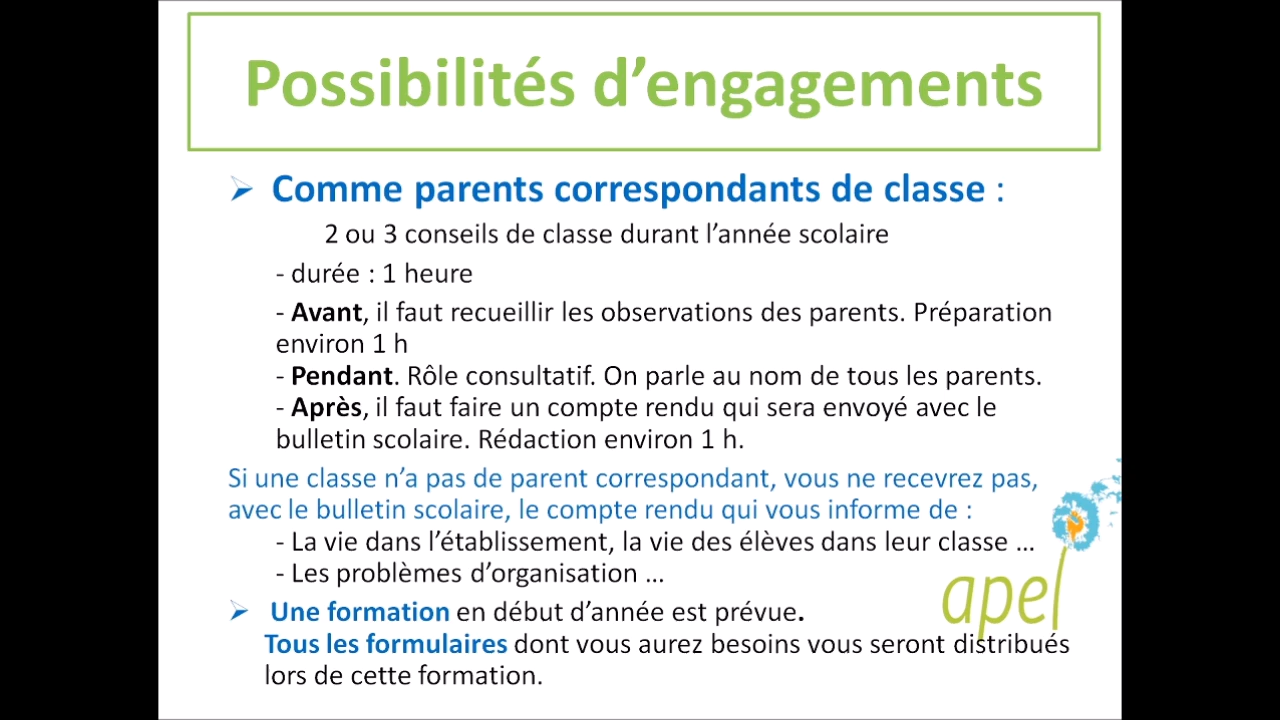 Possibilités d’engagements
➢ Comme parents correspondants de classe :
2 ou 3 conseils de classe durant l’année scolaire
- durée : 1 heure
- Avant, il faut recueillir les observations des parents. Préparation
environ 1 h
- Pendant. Rôle consultatif. On parle au nom de tous les parents.
- Après, il faut faire un compte rendu qui sera envoyé avec le
bulletin scolaire. Rédaction environ 1 h.
Si une classe n’a pas de parent correspondant, vous ne recevrez pas,
avec le bulletin scolaire, le compte rendu qui vous informe de :
- La vie dans l’établissement, la vie des élèves dans leur classe …
- Les problèmes d’organisation …
apel
➢ Une formation en début d’année est prévue.
Tous les formulaires dont vous aurez besoins vous seront distribués
lors de cette formation.